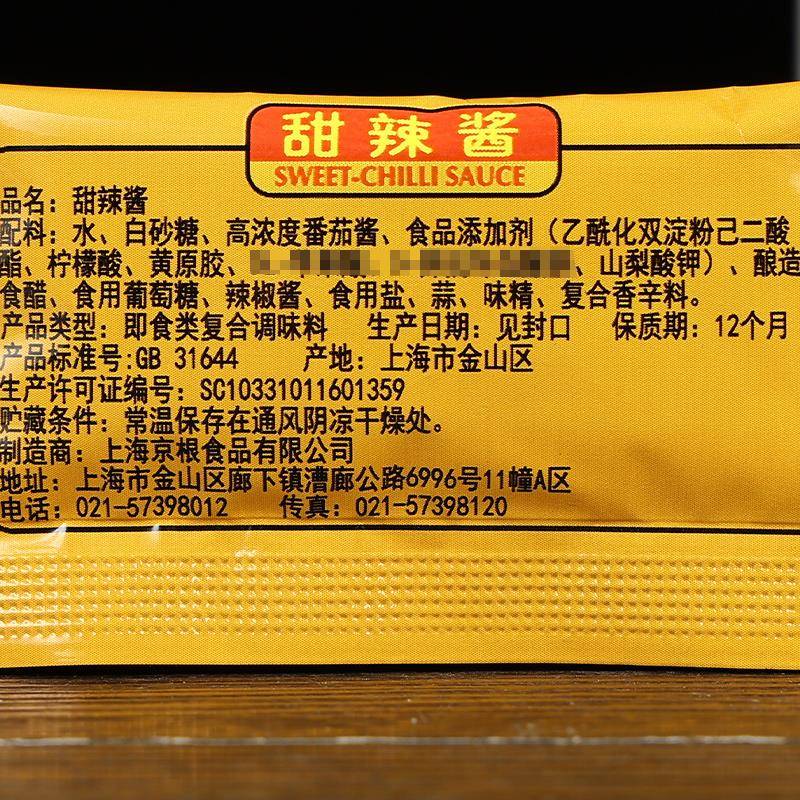 甜辣酱
SWEET-CHILLI SAUCE
品名：甜辣酱
配料：水、白砂糖、高浓度番茄酱、食品添加剂（乙酰化双淀粉己二酸
酯、柠檬酸、黄原胶、、山梨酸钾）、酿造
食醋、食用葡萄糖、辣椒酱、食用盐、蒜、味精、复合香辛料。
产品类型：即食类复合调味料 生产日期：见封口 保质期：12个月
产品标准号:GB 31644 产地：上海市金山区
生产许可证编号：SC10331011601359
贮藏条件：常温保存在通风阴凉干燥处。
制造商：上海京根食品有限公司
地址：上海市金山区廊下镇漕廊公路6996号11幢A区
电话：021-57398012 传真：021-57398120